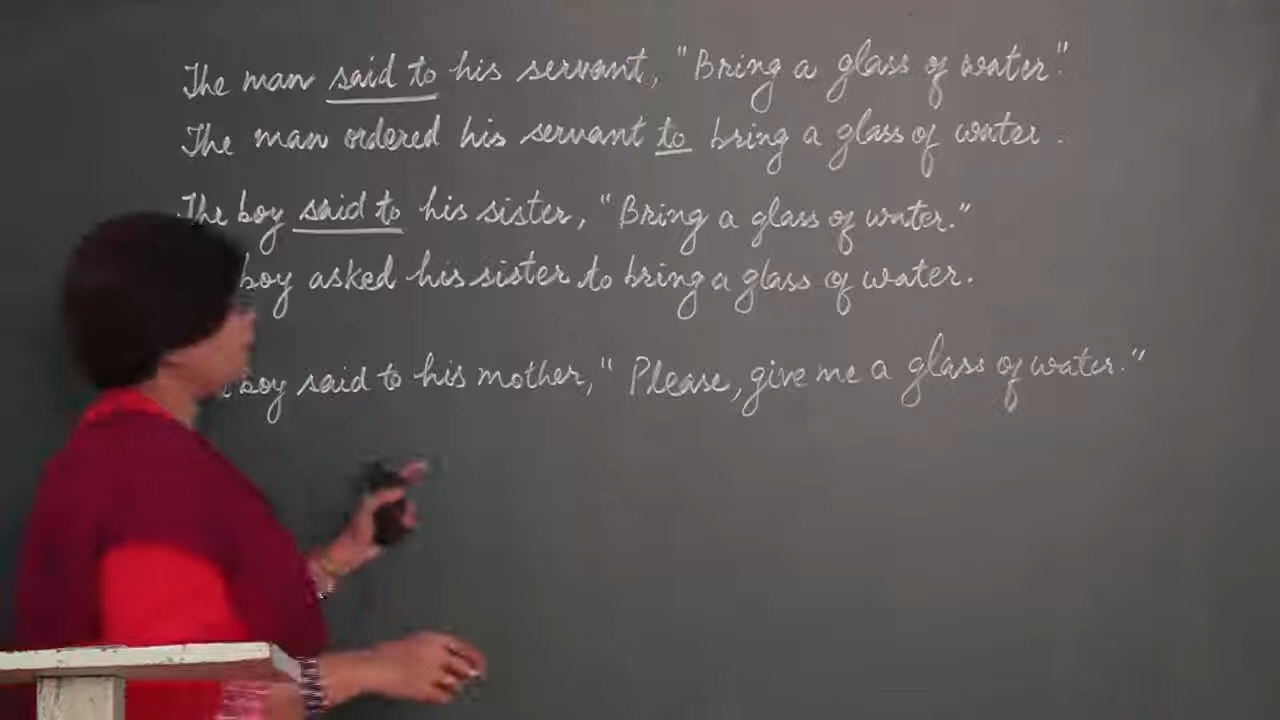 The man said to his servant, "Bring a glass of water."
The man ordered his servant to bring a glass of water.
The boy said to his sister, "Bring a glass of water."
boy asked his sister to bring a glass of water.
boy said to his mother, "Please, give me a glass of water."